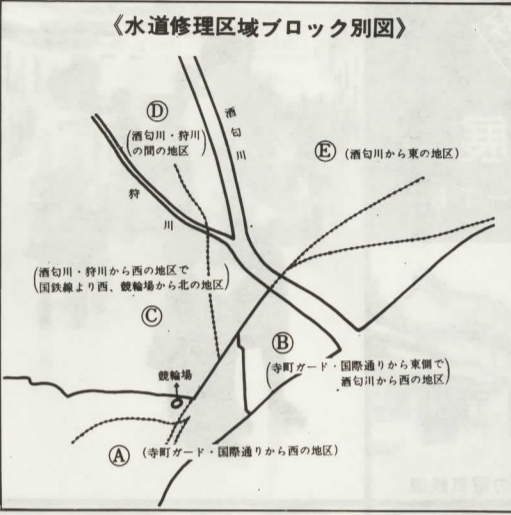 《水道修理区域ブロック別図》
Ⓓ
(酒匂川・狩川
の間の地区)
酒匂川
狩川
Ⓔ (酒匂川から東の地区)
(酒匂川・狩川から西の地区で
国鉄線より西、競輪場から北の地区)
Ⓒ
Ⓑ
(寺町ガード・国際通りから東側で
酒匂川から西の地区)
競輪場
Ⓐ (寺町ガード・国際通りから西の地区)